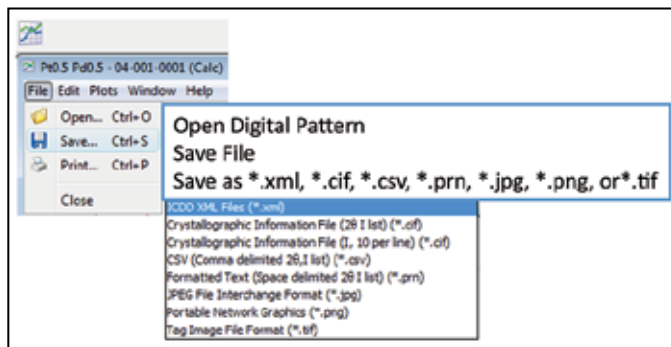 Pt0.5 Pd0.5 - 04-001-0001 (Calc)
File Edit Plots Window Help
Open... Ctrl+O
Save... Ctrl+S
Print... Ctrl+P
Close
Open Digital Pattern
Save File
Save as *.xml, *.cif, *.csv, *.prn, *.jpg, *.png, or*.tif
ICDD XML Files (*.xml)
Crystallographic Information File (2θ I list) (*.cif)
Crystallographic Information File (I, 10 per line) (*.cif)
CSV (Comma delimited 2θ,I list) (*.csv)
Formatted Text (Space delimited 2θ I list) (*.prn)
JPEG File Interchange Format (*.jpg)
Portable Network Graphics (*.png)
Tag Image File Format (*.tif)